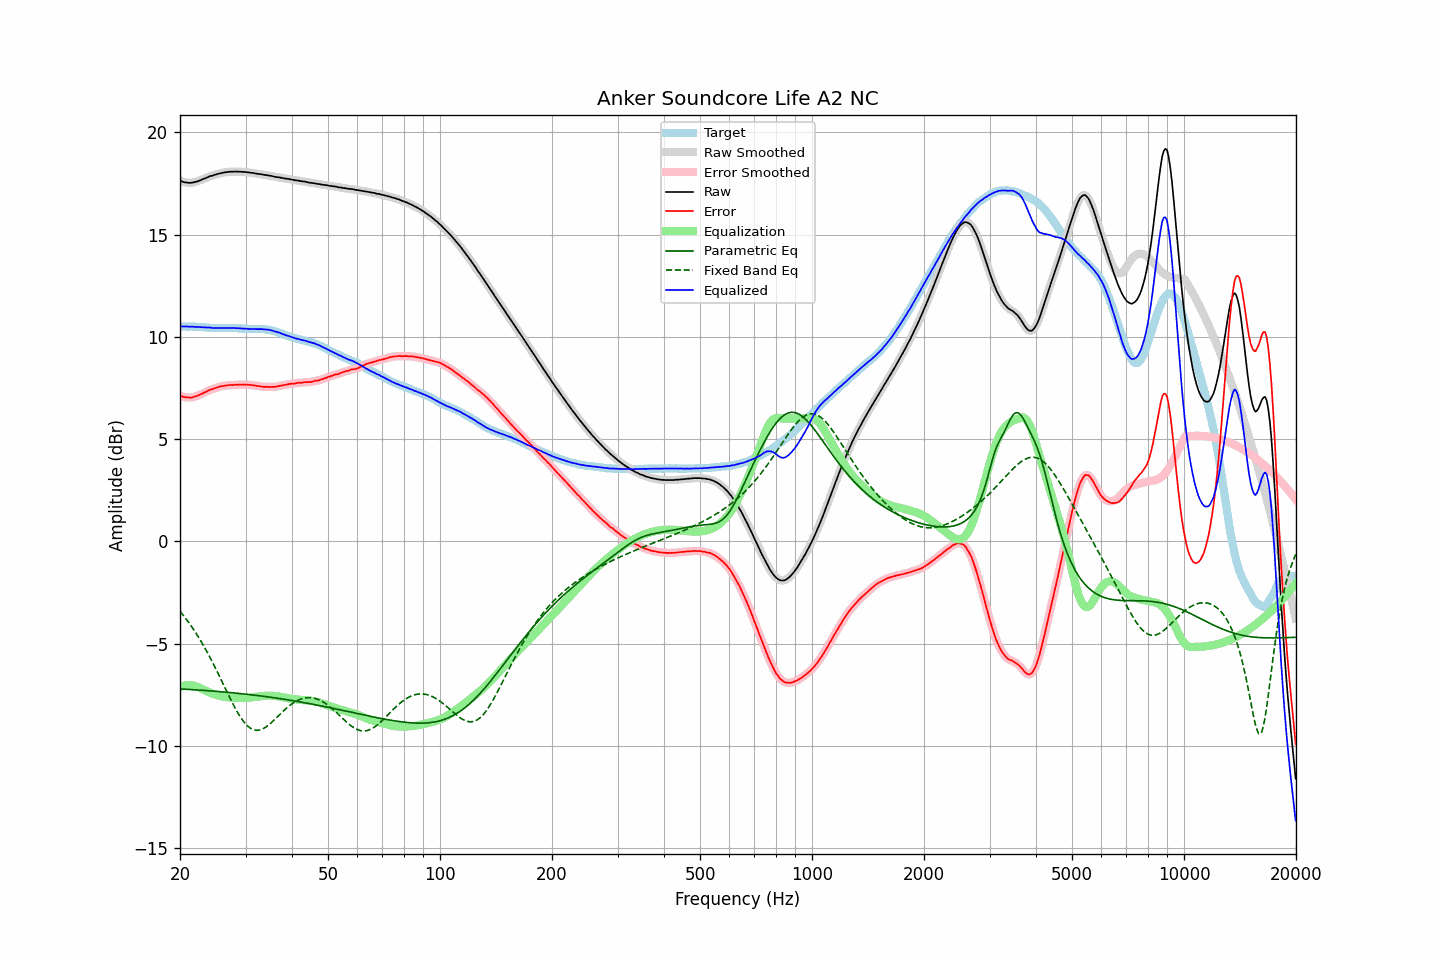 Anker Soundcore Life A2 NC
Amplitude (dBr)
20
15
10
5
0
−5
−10
−15
Target
Raw Smoothed
Error Smoothed
Raw
Error
Equalization
Parametric Eq
Fixed Band Eq
Equalized
20 50 100 200 500 1000 2000 5000 10000 20000
Frequency (Hz)